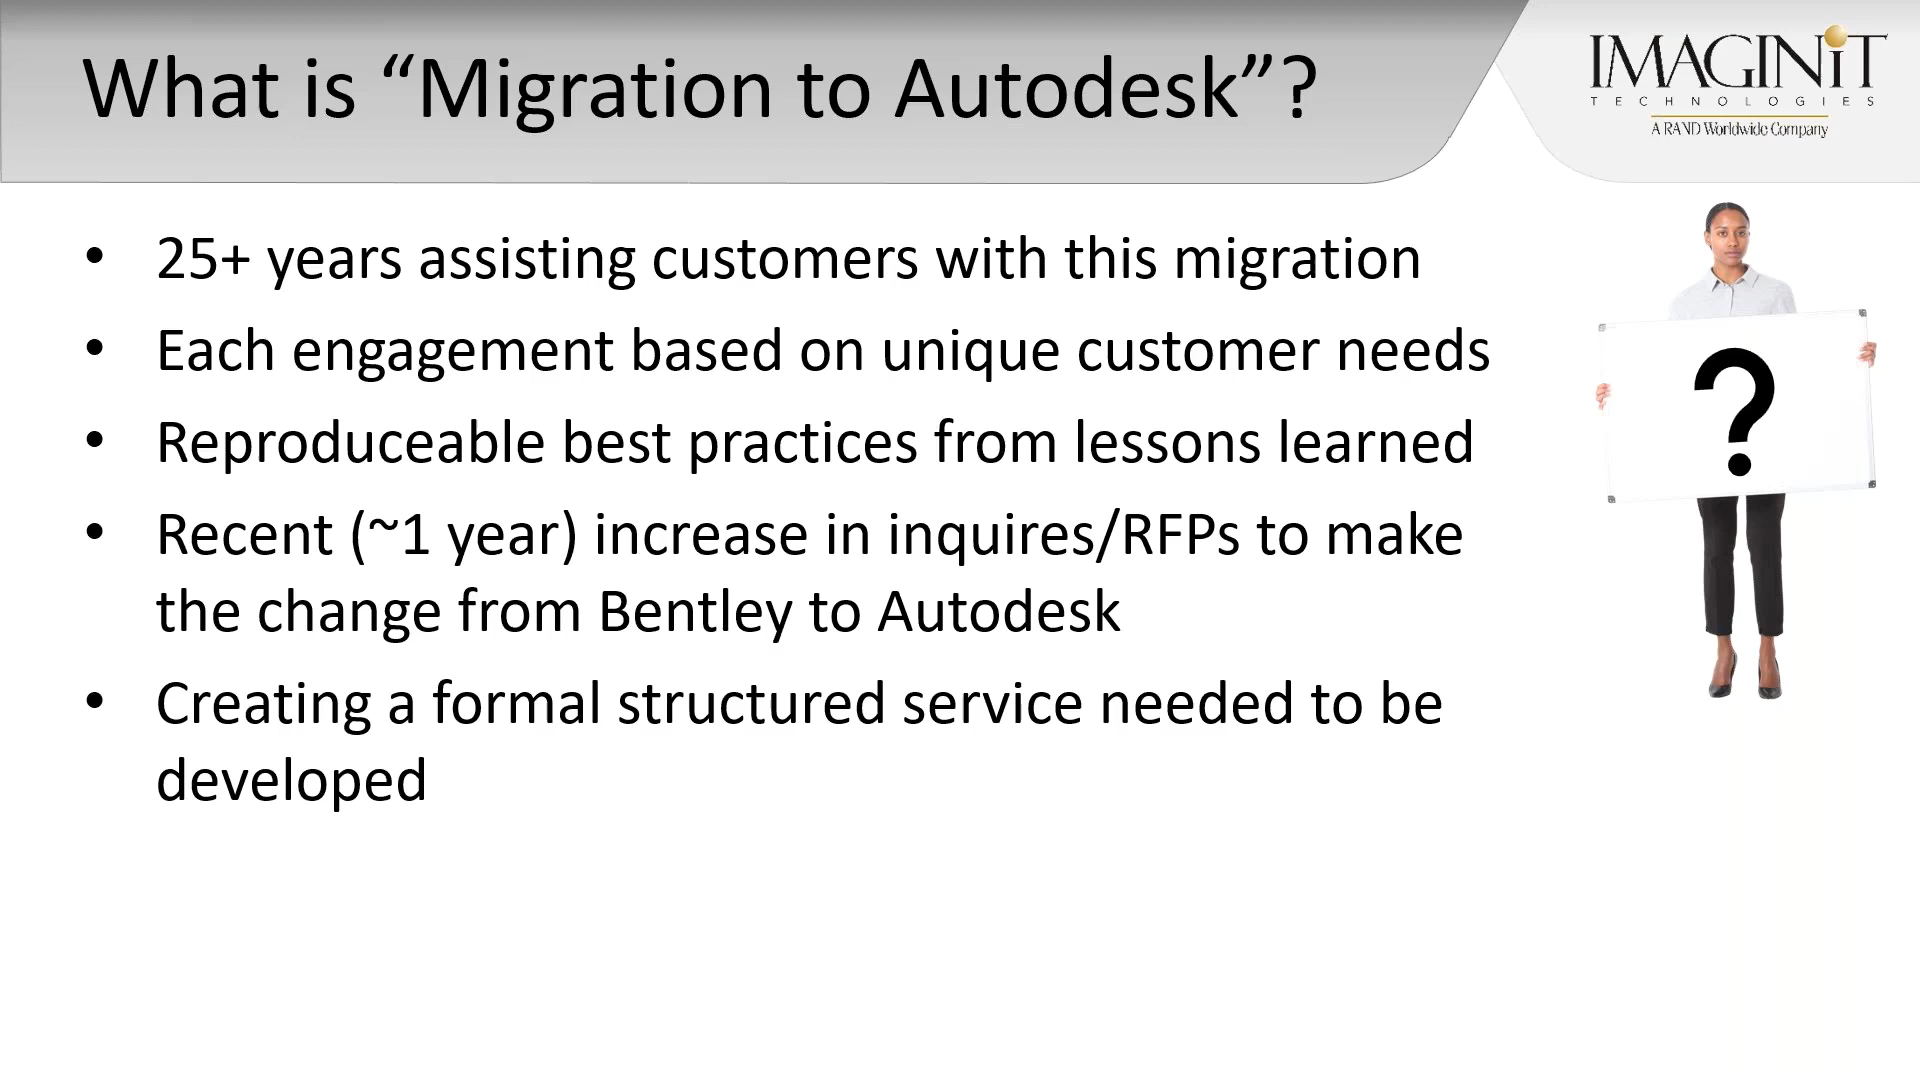 What is “Migration to Autodesk”?
IMAGINiT
TECHNOLOGIES
A RAND Worldwide Company
• 25+ years assisting customers with this migration
• Each engagement based on unique customer needs
• Reproduceable best practices from lessons learned
• Recent (~1 year) increase in inquires/RFPs to make
the change from Bentley to Autodesk
• Creating a formal structured service needed to be
developed
?